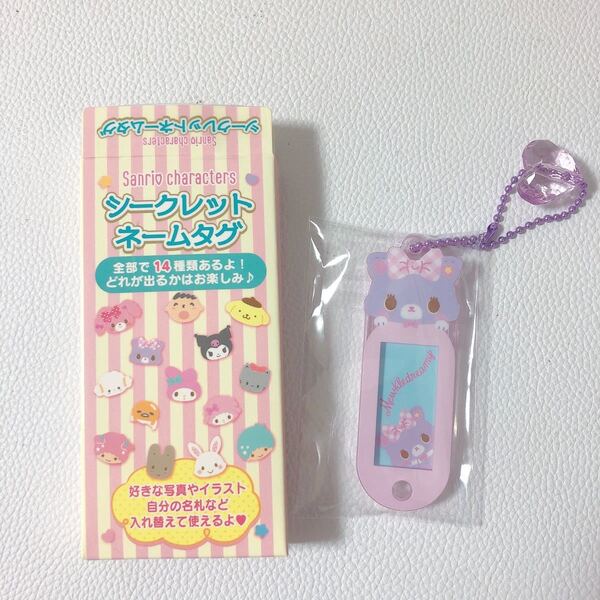 シークレットネームタグ
Sanrio characters
Sanrio characters
シークレット
ネームタグ
全部で14種類あるよ！
どれが出るかはお楽しみ♪
好きな写真やイラスト
自分の名札など
入れ替えて使えるよ♥
Mewkledreamy